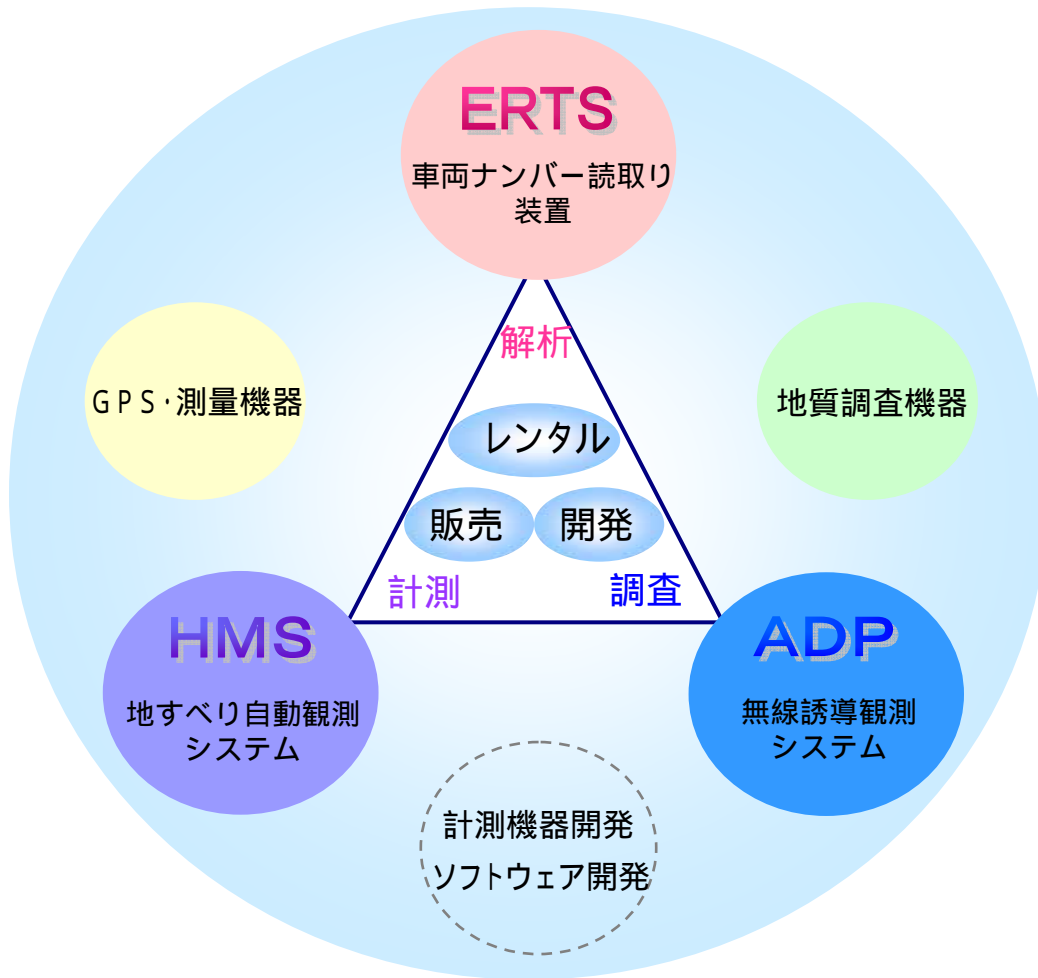 ERTS
車両ナンバー読取り
装置
解析
GPS・測量機器
地質調査機器
レンタル
販売
開発
計測
調査
HMS
地すべり自動観測
システム
ADP
無線誘導観測
システム
計測機器開発
ソフトウェア開発